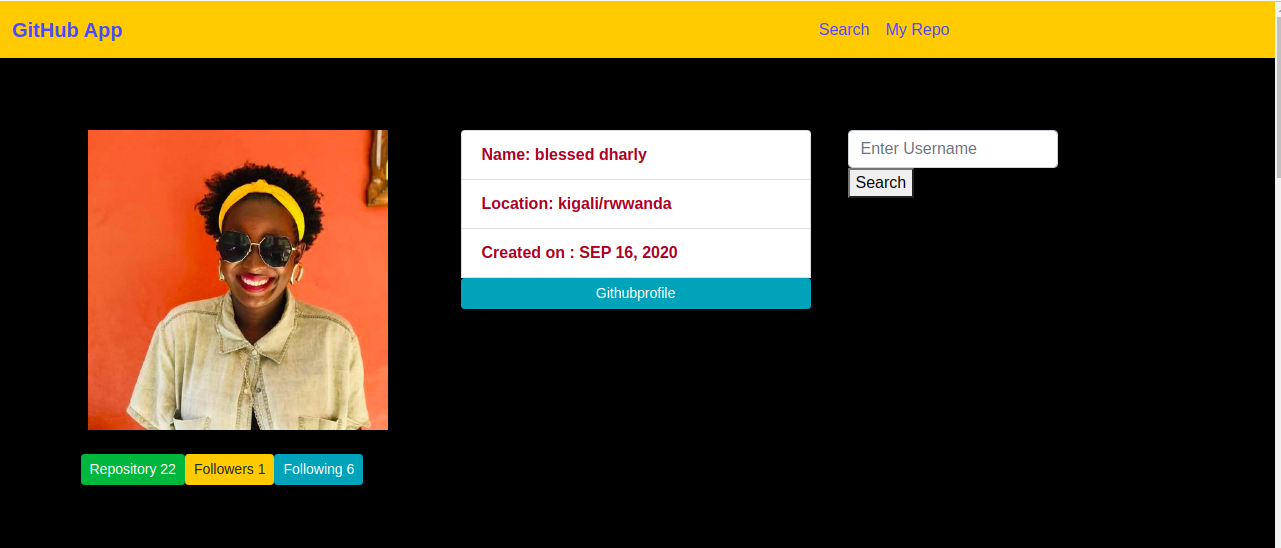 GitHub App
Search My Repo
Name: blessed dharly
Location: kigali/rwwanda
Created on : SEP 16, 2020
Githubprofile
Enter Username
Search
Repository 22 Followers 1 Following 6